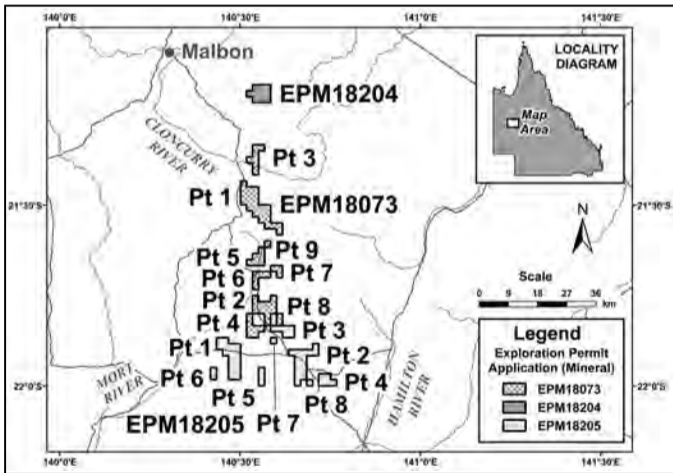 140°0'E 140°0.5' 141°0'E 141°30'E
Malbon
EPM18204
CLONCURRY
RIVER
LOCALITY
DIAGRAM
Map
Area
Pt 3
Pt 1
EPM18073
21°30'S
21°30'S
N
Pt 9
Pt 5
Pt 7
Pt 6
Pt 2
Pt 8
Pt 4
Pt 3
Scale
0 9 18 27 36
km
Pt 1
Pt 2
MORT
RIVER
Pt 6
Pt 4
Pt 5
Pt 8
Pt 7
EPM18205
HAMILTON
RIVER
22°0'S
22°0'S
Legend
Exploration Permit
Application (Mineral)
EPM18073
EPM18204
EPM18205
140°0'E 140°0.5' 141°0'E 141°30'E